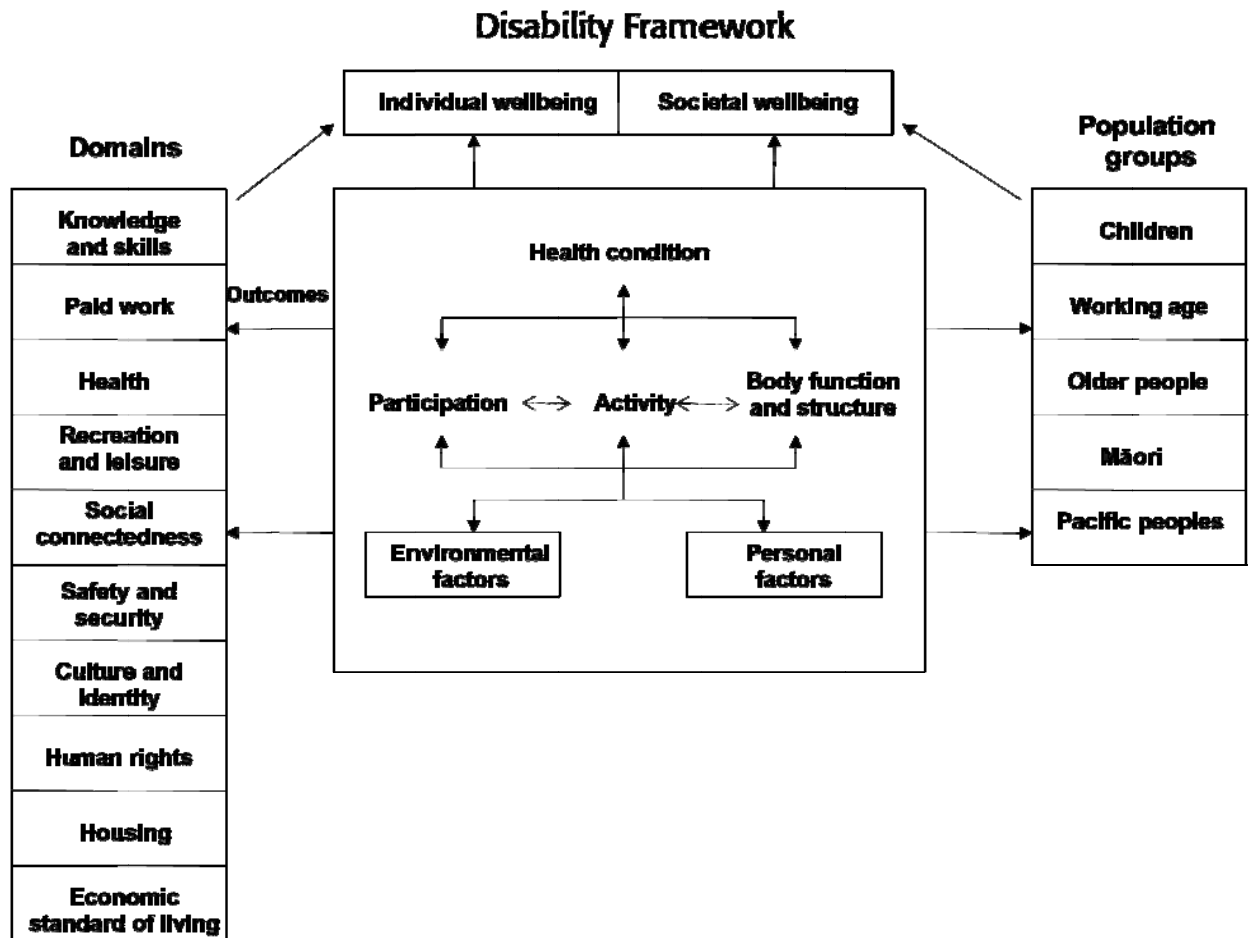 Disability Framework
Individual wellbeing
Societal wellbeing
Domains
Population
groups
Knowledge
and skills
Paid work
Health
Recreation
and leisure
Social
connectedness
Safety and
security
Culture and
identity
Human rights
Housing
Economic
standard of living
Outcomes
Health condition
Participation
Activity
Body function
and structure
Environmental
factors
Personal
factors
Children
Working age
Older people
Māori
Pacific peoples